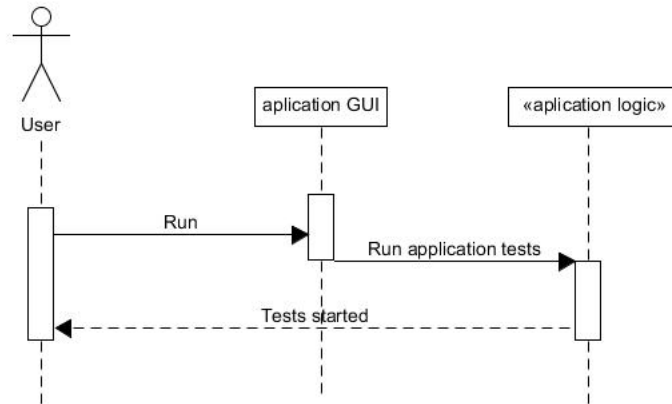 User
aplication GUI
«aplication logic»
Run
Run application tests
Tests started